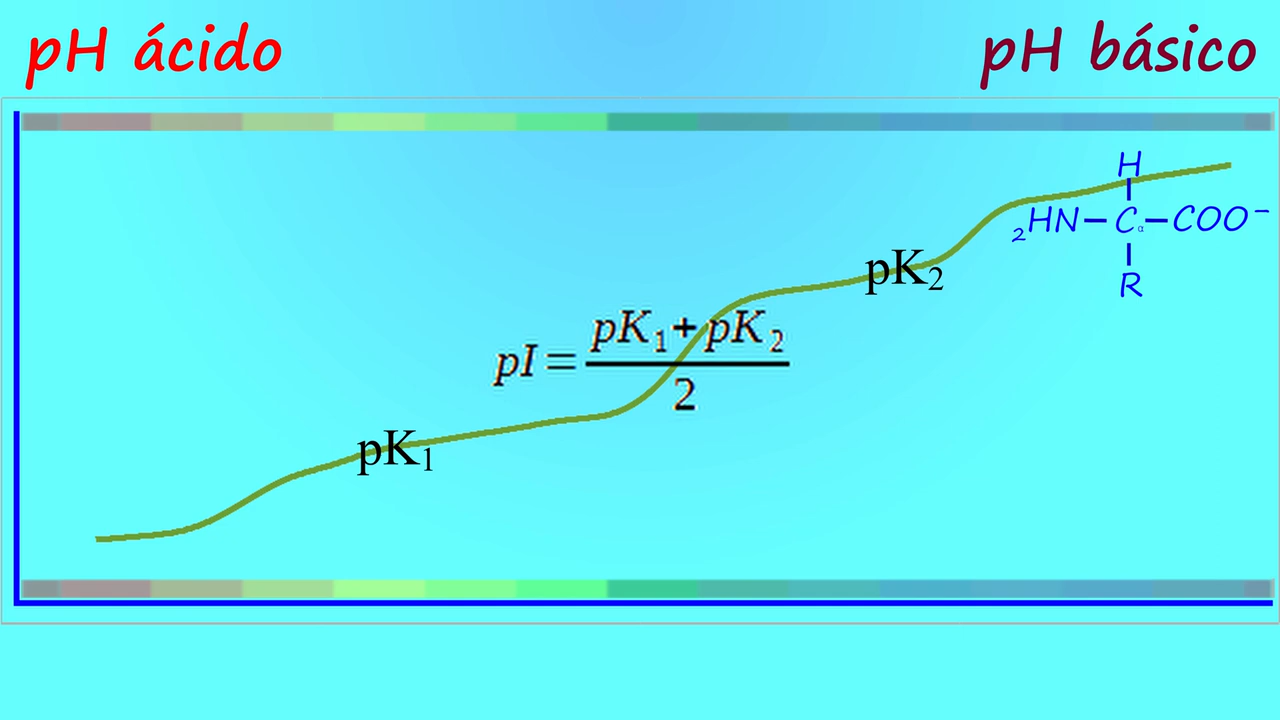 pH ácido
pH básico
H
₂HN–Cα–COO⁻
R
pK₂
pI = pK₁ + pK₂
2
pK₁